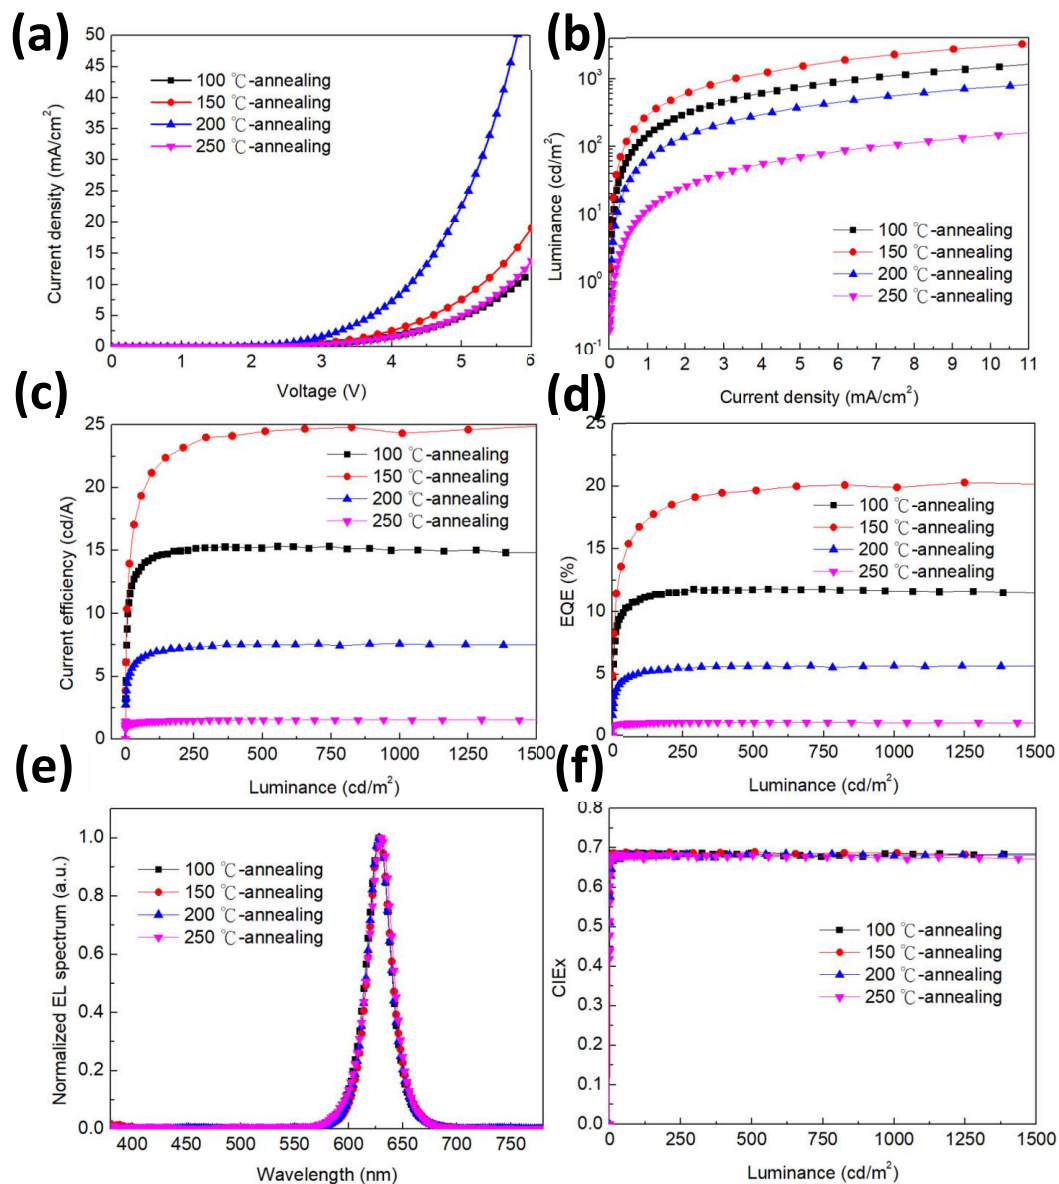 (a)
50
45
40
35
30
25
20
15
10
5
0
Current density (mA/cm²)
100 ℃-annealing
150 ℃-annealing
200 ℃-annealing
250 ℃-annealing
0 1 2 3 4 5 6
Voltage (V)
(b)
10³
10²
10¹
10⁰
10⁻¹
Luminance (cd/m²)
100 ℃-annealing
150 ℃-annealing
200 ℃-annealing
250 ℃-annealing
0 1 2 3 4 5 6 7 8 9 10 11
Current density (mA/cm²)
(c)
25
20
15
10
5
0
Current efficiency (cd/A)
100 ℃-annealing
150 ℃-annealing
200 ℃-annealing
250 ℃-annealing
0 250 500 750 1000 1250 1500
Luminance (cd/m²)
(d)
25
20
15
10
5
0
EQE (%)
100 ℃-annealing
150 ℃-annealing
200 ℃-annealing
250 ℃-annealing
0 250 500 750 1000 1250 1500
Luminance (cd/m²)
(e)
1.0
0.8
0.6
0.4
0.2
0.0
Normalized EL spectrum (a.u.)
100 ℃-annealing
150 ℃-annealing
200 ℃-annealing
250 ℃-annealing
400 450 500 550 600 650 700 750
Wavelength (nm)
(f)
0.8
0.7
0.6
0.5
0.4
0.3
0.2
0.1
0.0
CIEx
100 ℃-annealing
150 ℃-annealing
200 ℃-annealing
250 ℃-annealing
0 250 500 750 1000 1250 1500
Luminance (cd/m²)